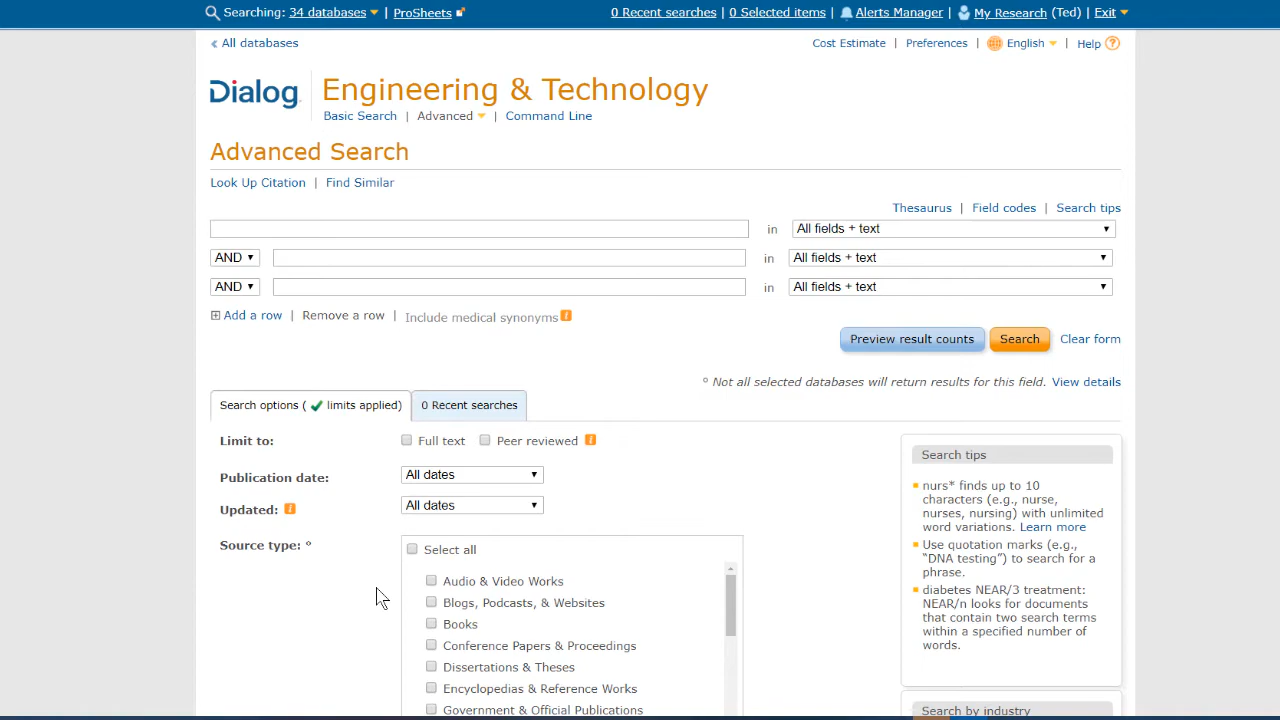 Searching: 34 databases | ProSheets 0 Recent searches | 0 Selected items | Alerts Manager | My Research (Ted) | Exit
All databases Cost Estimate | Preferences | English | Help ?
Dialog Engineering & Technology
Basic Search | Advanced | Command Line
Advanced Search
Look Up Citation | Find Similar
Thesaurus | Field codes | Search tips
in All fields + text
AND in All fields + text
AND in All fields + text
Add a row | Remove a row | Include medical synonyms i
Preview result counts Search Clear form
° Not all selected databases will return results for this field. View details
Search options ( limits applied) 0 Recent searches
Limit to: Full text Peer reviewed i
Publication date: All dates
Updated: i All dates
Source type: ° Select all
Audio & Video Works
Blogs, Podcasts, & Websites
Books
Conference Papers & Proceedings
Dissertations & Theses
Encyclopedias & Reference Works
Government & Official Publications
Search tips
nurs* finds up to 10
characters (e.g., nurse,
nurses, nursing) with unlimited
word variations. Learn more
Use quotation marks (e.g.,
"DNA testing") to search for a
phrase.
diabetes NEAR/3 treatment:
NEAR/n looks for documents
that contain two search terms
within a specified number of
words.
Search by industry